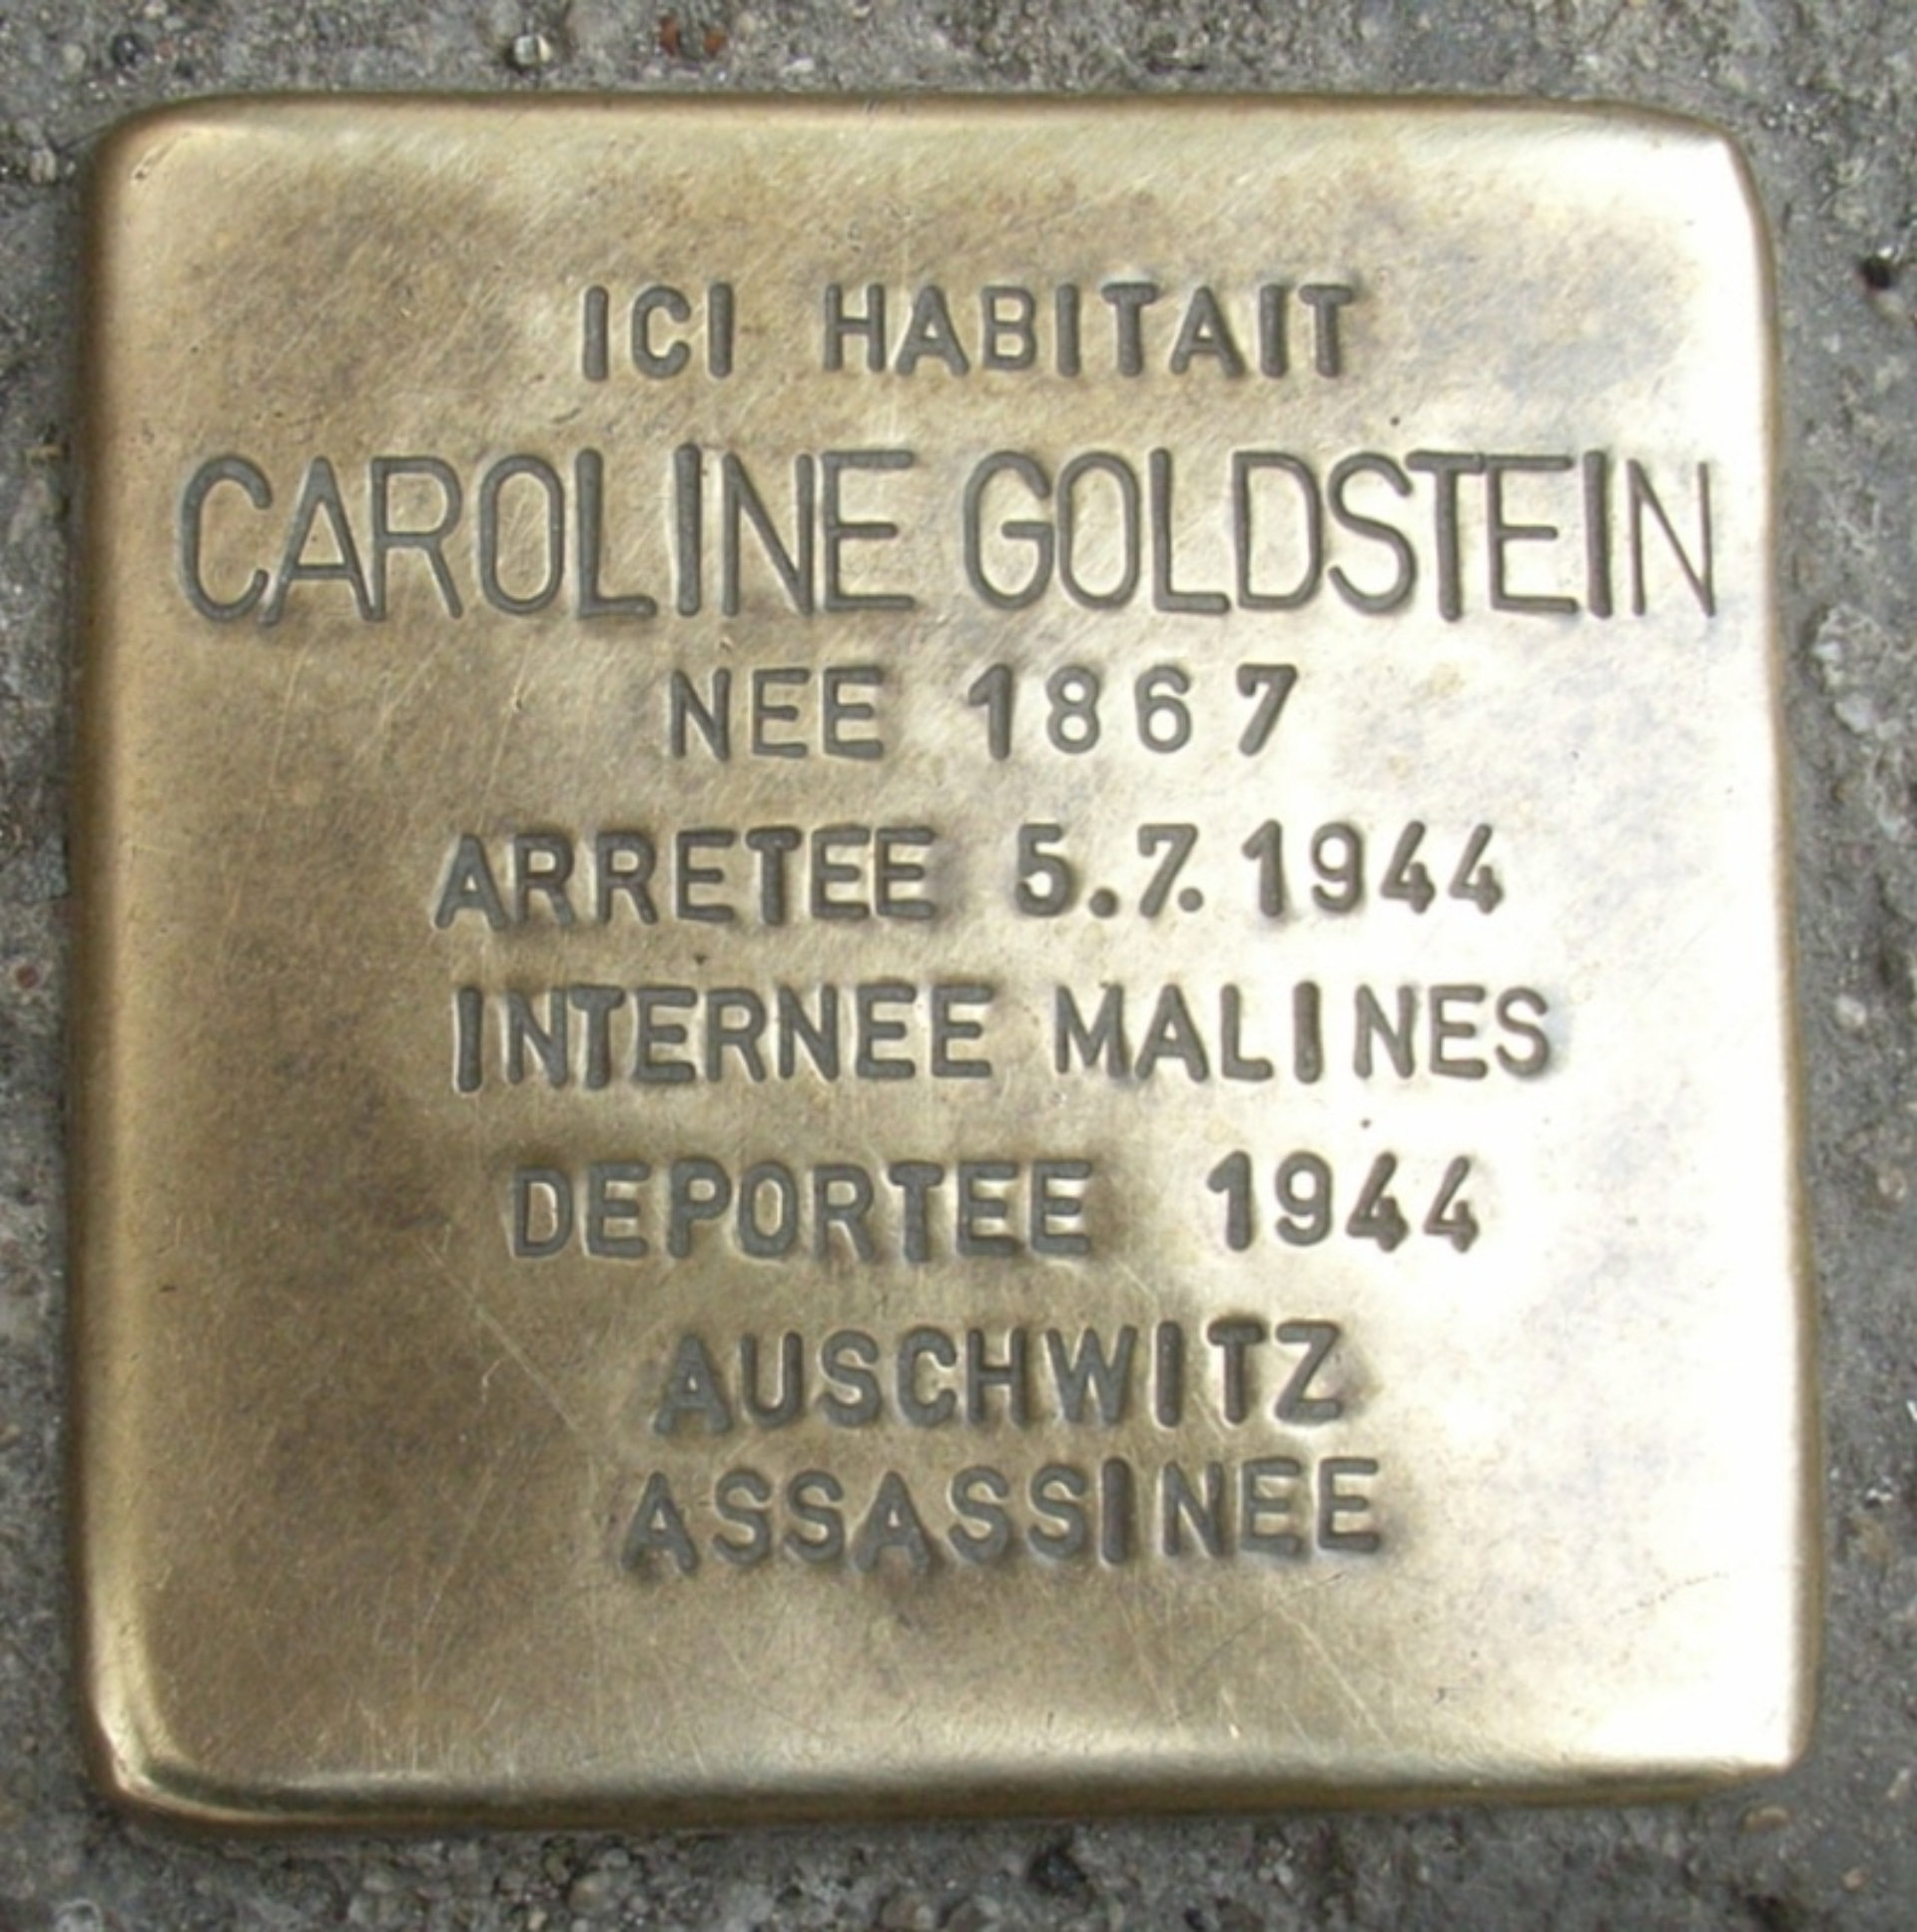 ICI HABITAIT
CAROLINE GOLDSTEIN
NEE 1867
ARRETEE 5.7.1944
INTERNEE MALINES
DEPORTEE 1944
AUSCHWITZ
ASSASSINEE